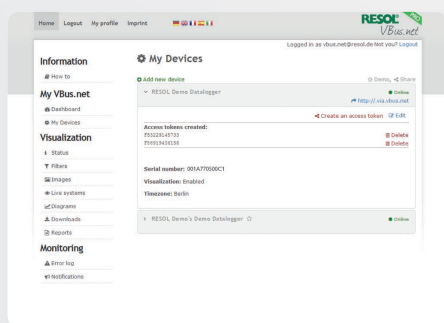 Home Logout My profile Imprint
RESOL® PRO
VBus.net
Logged in as vbus.net@resol.de Not you? Logout
Information
How to
My VBus.net
Dashboard
My Devices
Visualization
Status
Filters
Images
Live systems
Diagrams
Downloads
Reports
Monitoring
Error log
Notifications
My Devices
Add new device
Demo, Share
RESOL Demo Datalogger
Online
http://.via.vbus.net
Create an access token Edit
Access tokens created:
Delete
Delete
Serial number: 001A770500C1
Visualization: Enabled
Timezone: Berlin
RESOL Demo's Demo Datalogger
Online